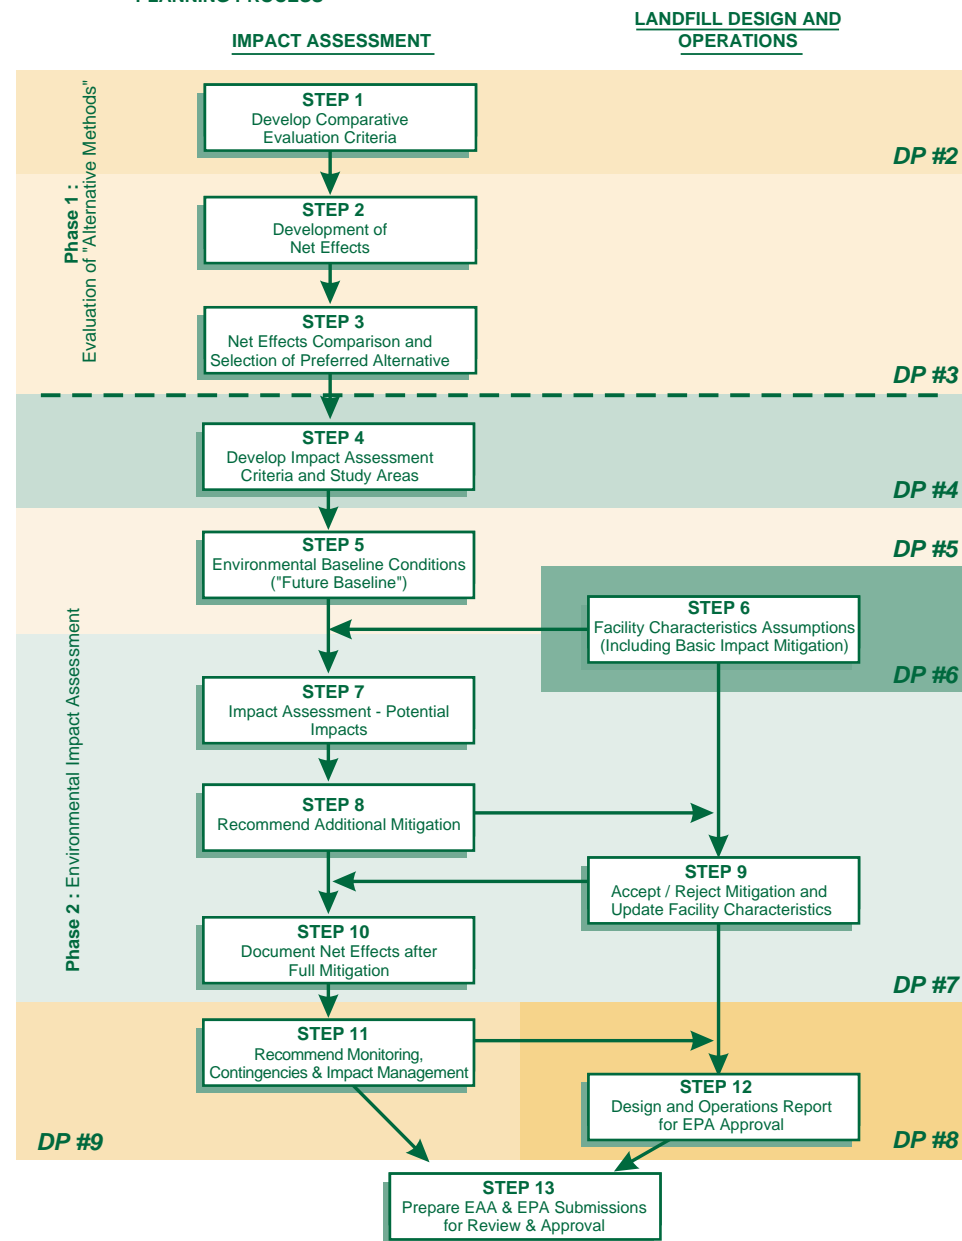 PLANNING PROCESS
IMPACT ASSESSMENT
LANDFILL DESIGN AND
OPERATIONS
Phase 1 :
Evaluation of "Alternative Methods"
STEP 1
Develop Comparative
Evaluation Criteria
DP #2
STEP 2
Development of
Net Effects
STEP 3
Net Effects Comparison and
Selection of Preferred Alternative
DP #3
STEP 4
Develop Impact Assessment
Criteria and Study Areas
DP #4
STEP 5
Environmental Baseline Conditions
("Future Baseline")
DP #5
STEP 6
Facility Characteristics Assumptions
(Including Basic Impact Mitigation)
DP #6
Phase 2 : Environmental Impact Assessment
STEP 7
Impact Assessment - Potential
Impacts
STEP 8
Recommend Additional Mitigation
STEP 9
Accept / Reject Mitigation and
Update Facility Characteristics
STEP 10
Document Net Effects after
Full Mitigation
DP #7
STEP 11
Recommend Monitoring,
Contingencies & Impact Management
STEP 12
Design and Operations Report
for EPA Approval
DP #9
DP #8
STEP 13
Prepare EAA & EPA Submissions
for Review & Approval